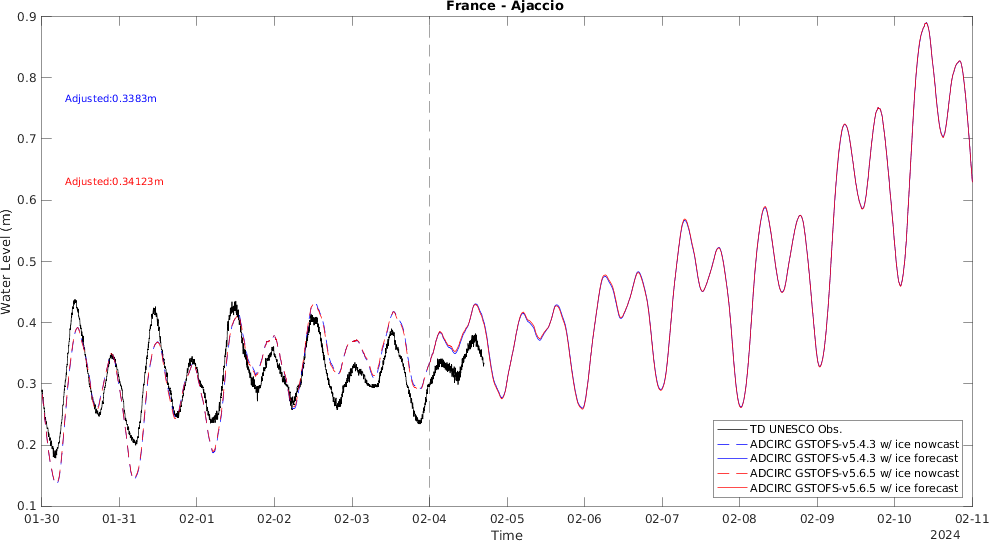 France - Ajaccio
Water Level (m)
0.9
0.8
0.7
0.6
0.5
0.4
0.3
0.2
0.1
Adjusted:0.3383m
Adjusted:0.34123m
TD UNESCO Obs.
ADCIRC GSTOFS-v5.4.3 w/ ice nowcast
ADCIRC GSTOFS-v5.4.3 w/ ice forecast
ADCIRC GSTOFS-v5.6.5 w/ ice nowcast
ADCIRC GSTOFS-v5.6.5 w/ ice forecast
01-30 01-31 02-01 02-02 02-03 02-04 02-05 02-06 02-07 02-08 02-09 02-10 02-11
Time
2024